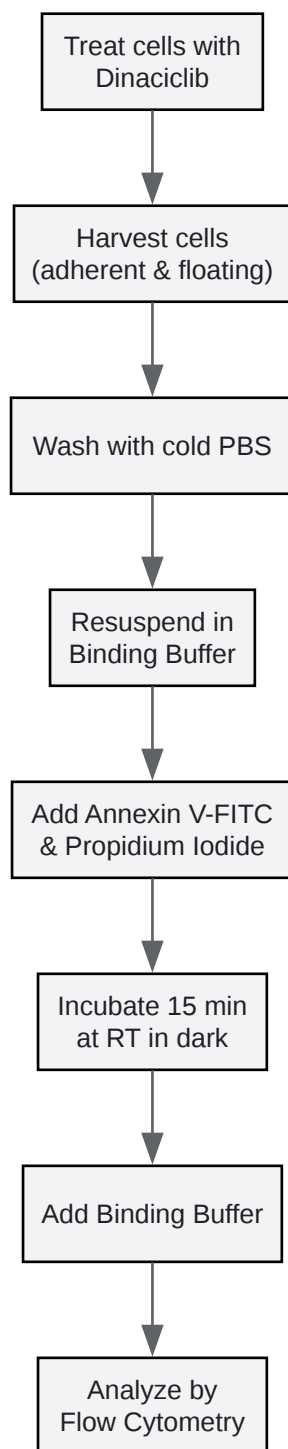 Treat cells with
Dinaciclib
Harvest cells
(adherent & floating)
Wash with cold PBS
Resuspend in
Binding Buffer
Add Annexin V-FITC
& Propidium Iodide
Incubate 15 min
at RT in dark
Add Binding Buffer
Analyze by
Flow Cytometry